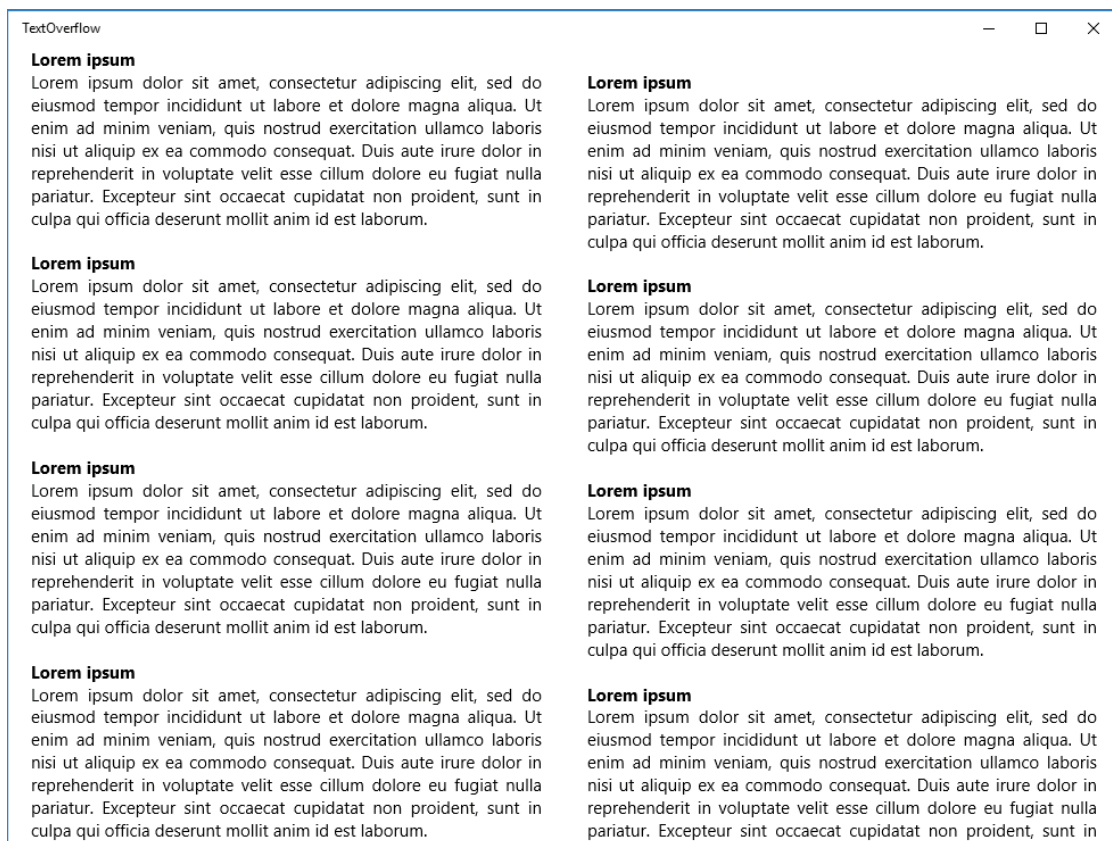 TextOverflow
Lorem ipsum
Lorem ipsum dolor sit amet, consectetur adipiscing elit, sed do
eiusmod tempor incididunt ut labore et dolore magna aliqua. Ut
enim ad minim veniam, quis nostrud exercitation ullamco laboris
nisi ut aliquip ex ea commodo consequat. Duis aute irure dolor in
reprehenderit in voluptate velit esse cillum dolore eu fugiat nulla
pariatur. Excepteur sint occaecat cupidatat non proident, sunt in
culpa qui officia deserunt mollit anim id est laborum.
Lorem ipsum
Lorem ipsum dolor sit amet, consectetur adipiscing elit, sed do
eiusmod tempor incididunt ut labore et dolore magna aliqua. Ut
enim ad minim veniam, quis nostrud exercitation ullamco laboris
nisi ut aliquip ex ea commodo consequat. Duis aute irure dolor in
reprehenderit in voluptate velit esse cillum dolore eu fugiat nulla
pariatur. Excepteur sint occaecat cupidatat non proident, sunt in
culpa qui officia deserunt mollit anim id est laborum.
Lorem ipsum
Lorem ipsum dolor sit amet, consectetur adipiscing elit, sed do
eiusmod tempor incididunt ut labore et dolore magna aliqua. Ut
enim ad minim veniam, quis nostrud exercitation ullamco laboris
nisi ut aliquip ex ea commodo consequat. Duis aute irure dolor in
reprehenderit in voluptate velit esse cillum dolore eu fugiat nulla
pariatur. Excepteur sint occaecat cupidatat non proident, sunt in
culpa qui officia deserunt mollit anim id est laborum.
Lorem ipsum
Lorem ipsum dolor sit amet, consectetur adipiscing elit, sed do
eiusmod tempor incididunt ut labore et dolore magna aliqua. Ut
enim ad minim veniam, quis nostrud exercitation ullamco laboris
nisi ut aliquip ex ea commodo consequat. Duis aute irure dolor in
reprehenderit in voluptate velit esse cillum dolore eu fugiat nulla
pariatur. Excepteur sint occaecat cupidatat non proident, sunt in
culpa qui officia deserunt mollit anim id est laborum.
Lorem ipsum
Lorem ipsum dolor sit amet, consectetur adipiscing elit, sed do
eiusmod tempor incididunt ut labore et dolore magna aliqua. Ut
enim ad minim veniam, quis nostrud exercitation ullamco laboris
nisi ut aliquip ex ea commodo consequat. Duis aute irure dolor in
reprehenderit in voluptate velit esse cillum dolore eu fugiat nulla
pariatur. Excepteur sint occaecat cupidatat non proident, sunt in
culpa qui officia deserunt mollit anim id est laborum.
Lorem ipsum
Lorem ipsum dolor sit amet, consectetur adipiscing elit, sed do
eiusmod tempor incididunt ut labore et dolore magna aliqua. Ut
enim ad minim veniam, quis nostrud exercitation ullamco laboris
nisi ut aliquip ex ea commodo consequat. Duis aute irure dolor in
reprehenderit in voluptate velit esse cillum dolore eu fugiat nulla
pariatur. Excepteur sint occaecat cupidatat non proident, sunt in
culpa qui officia deserunt mollit anim id est laborum.
Lorem ipsum
Lorem ipsum dolor sit amet, consectetur adipiscing elit, sed do
eiusmod tempor incididunt ut labore et dolore magna aliqua. Ut
enim ad minim veniam, quis nostrud exercitation ullamco laboris
nisi ut aliquip ex ea commodo consequat. Duis aute irure dolor in
reprehenderit in voluptate velit esse cillum dolore eu fugiat nulla
pariatur. Excepteur sint occaecat cupidatat non proident, sunt in
culpa qui officia deserunt mollit anim id est laborum.
Lorem ipsum
Lorem ipsum dolor sit amet, consectetur adipiscing elit, sed do
eiusmod tempor incididunt ut labore et dolore magna aliqua. Ut
enim ad minim veniam, quis nostrud exercitation ullamco laboris
nisi ut aliquip ex ea commodo consequat. Duis aute irure dolor in
reprehenderit in voluptate velit esse cillum dolore eu fugiat nulla
pariatur. Excepteur sint occaecat cupidatat non proident, sunt in